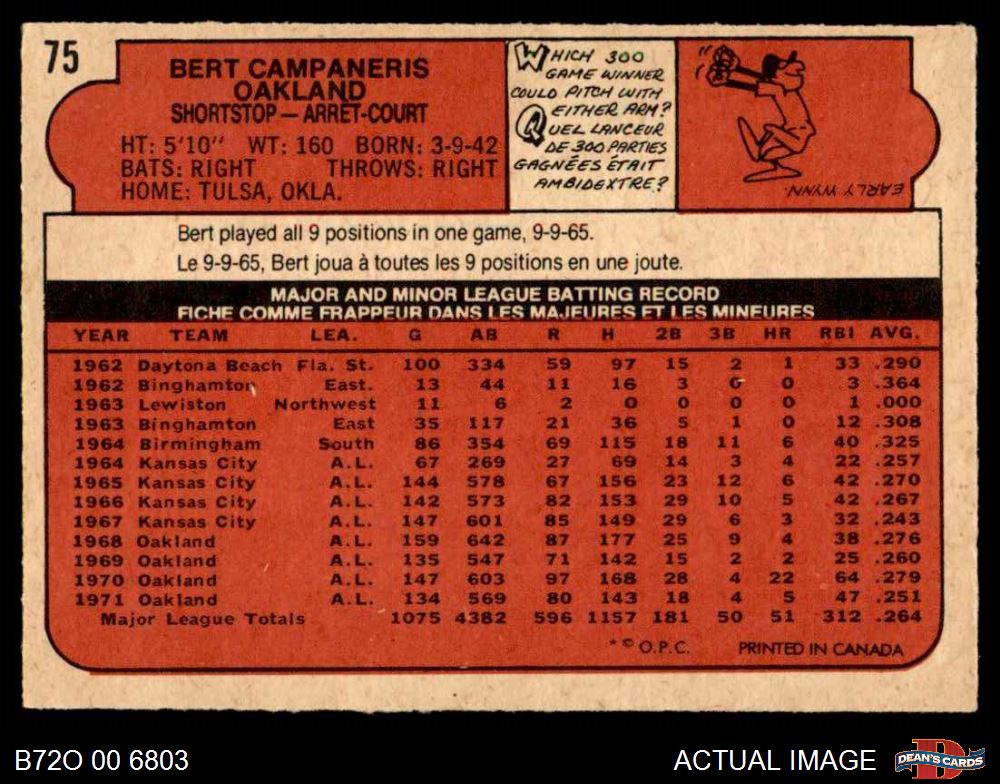 75
BERT CAMPANERIS
OAKLAND
SHORTSTOP — ARRÊT-COURT
HT: 5'10" WT: 160 BORN: 3-9-42
BATS: RIGHT THROWS: RIGHT
HOME: TULSA, OKLA.
WHICH 300
GAME WINNER
COULD PITCH WITH
EITHER ARM?
QUEL LANCEUR
DE 300 PARTIES
GAGNÉES ÉTAIT
AMBIDEXTRE?
EARLY WYNN.
Bert played all 9 positions in one game, 9-9-65.
Le 9-9-65, Bert joua à toutes les 9 positions en une joute.
MAJOR AND MINOR LEAGUE BATTING RECORD
FICHE COMME FRAPPEUR DANS LES MAJEURES ET LES MINEURES
YEAR TEAM LEA. G AB R H 2B 3B HR RBI AVG.
1962 Daytona Beach Fla. St. 100 334 59 97 15 2 1 33 .290
1962 Binghamton East. 13 44 11 16 3 0 0 3 .364
1963 Lewiston Northwest 11 6 2 0 0 0 0 1 .000
1963 Binghamton East 35 117 21 36 5 1 0 12 .308
1964 Birmingham South 86 354 69 115 18 11 6 40 .325
1964 Kansas City A.L. 67 269 27 69 14 3 4 22 .257
1965 Kansas City A.L. 144 578 67 156 23 12 6 42 .270
1966 Kansas City A.L. 142 573 82 153 29 10 5 42 .267
1967 Kansas City A.L. 147 601 85 149 29 6 3 32 .243
1968 Oakland A.L. 159 642 87 177 25 9 4 38 .276
1969 Oakland A.L. 135 547 71 142 15 2 2 25 .260
1970 Oakland A.L. 147 603 97 168 28 4 22 64 .279
1971 Oakland A.L. 134 569 80 143 18 4 5 47 .251
Major League Totals 1075 4382 596 1157 181 50 51 312 .264
* © O.P.C. PRINTED IN CANADA
B72O 00 6803
ACTUAL IMAGE
D
DEAN'S CARDS